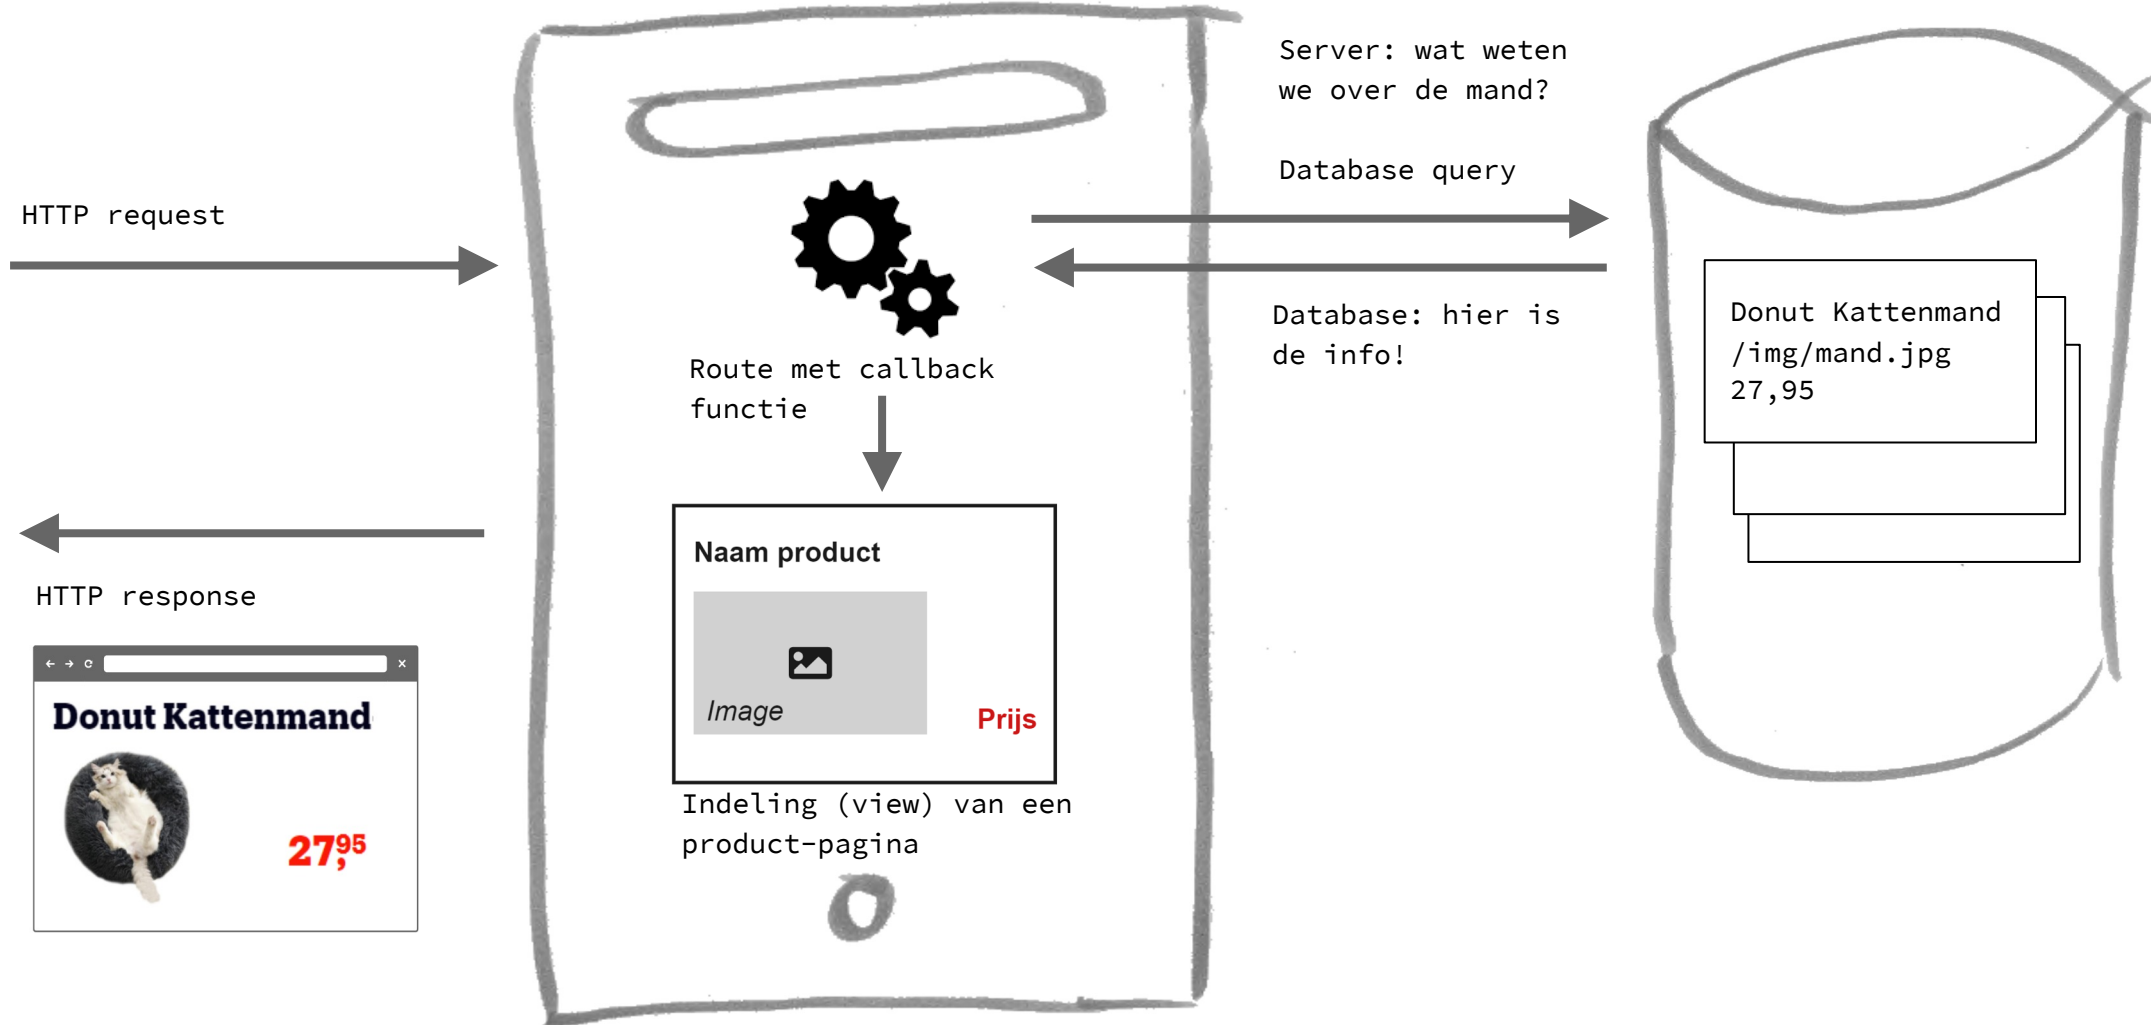 HTTP request
HTTP response
Donut Kattenmand
27,95
Route met callback
functie
Naam product
Image
Prijs
Indeling (view) van een
product-pagina
Server: wat weten
we over de mand?
Database query
Database: hier is
de info!
Donut Kattenmand
/img/mand.jpg
27,95